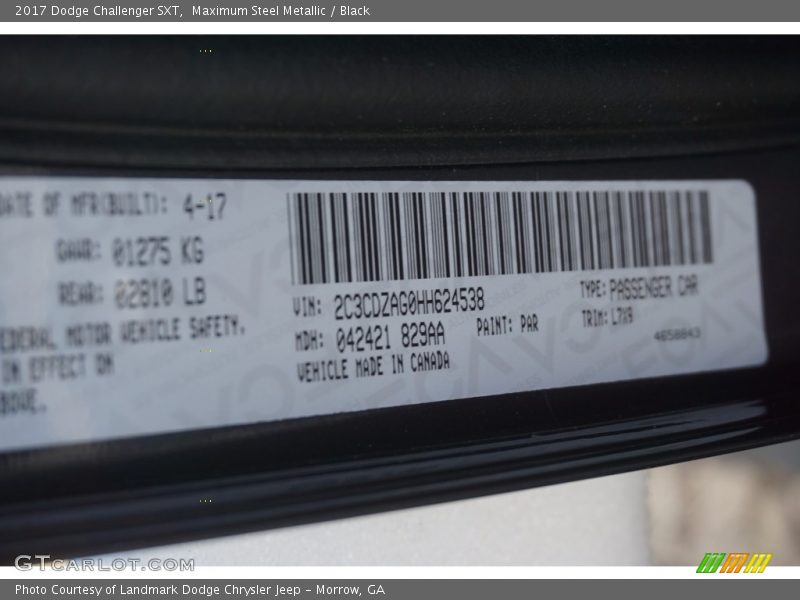 2017 Dodge Challenger SXT, Maximum Steel Metallic / Black
DATE OF MFR(BUILT): 4-17
GAWR: 01275 KG
REAR: 02810 LB
FEDERAL MOTOR VEHICLE SAFETY,
IN EFFECT ON
ABOVE.
VIN: 2C3CDZAG0HH624538
TYPE: PASSENGER CAR
MDH: 042421 829AA
PAINT: PAR
TRIM: L7X9
VEHICLE MADE IN CANADA
4658843
GTCarLot.com
Photo Courtesy of Landmark Dodge Chrysler Jeep – Morrow, GA